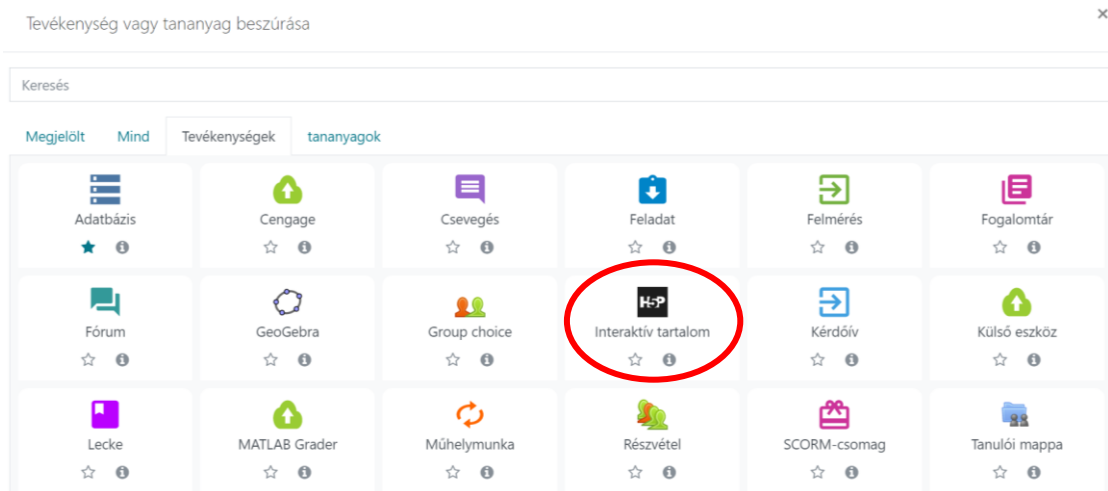 Tevékenység vagy tananyag beszúrása
Keresés
Megjelölt Mind Tevékenységek tananyagok
Adatbázis Cengage Csevegés Feladat Felmérés Fogalomtár
H-P
Fórum GeoGebra Group choice Interaktív tartalom Kérdőív Külső eszköz
Lecke MATLAB Grader Műhelymunka Részvétel SCORM-csomag Tanulói mappa